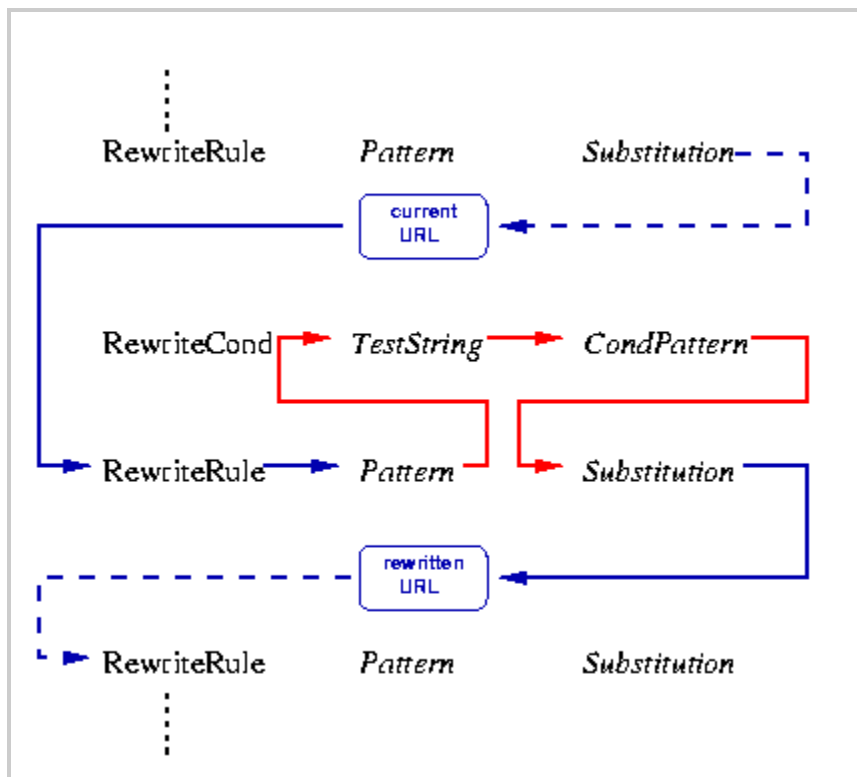 RewriteRule Pattern Substitution
current
URL
RewriteCond TestString CondPattern
RewriteRule Pattern Substitution
rewritten
URL
RewriteRule Pattern Substitution